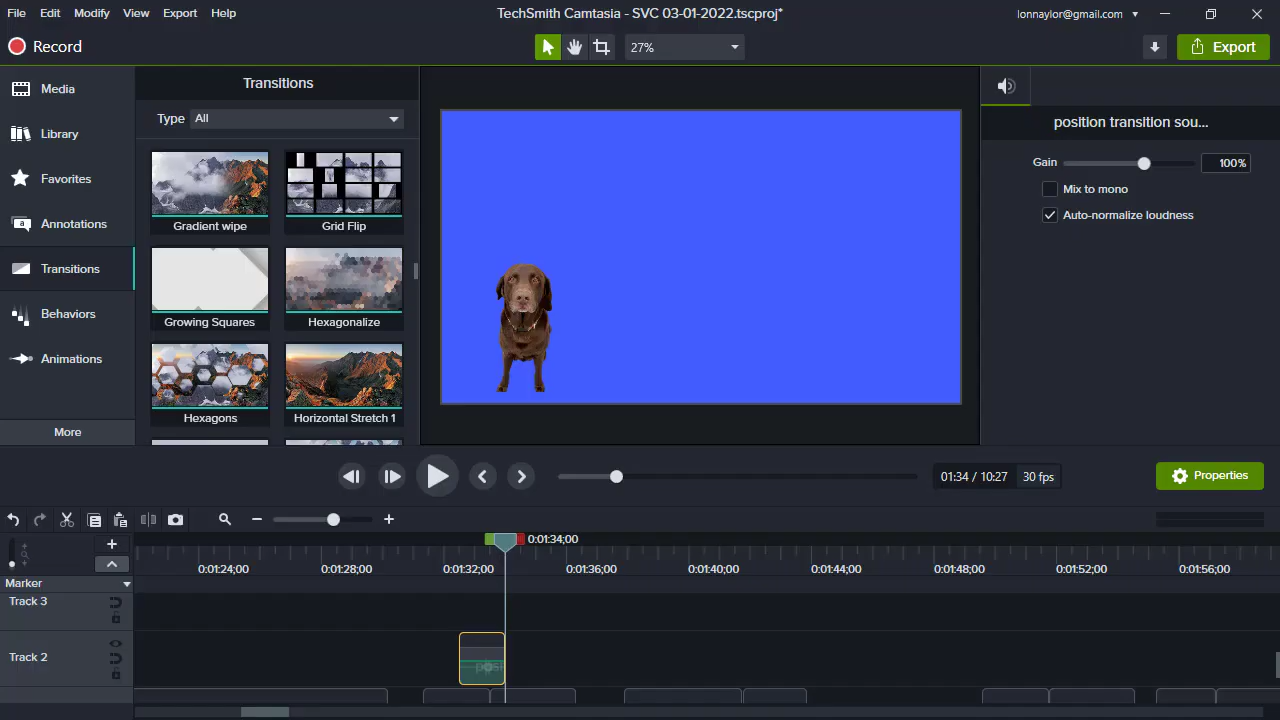 File Edit Modify View Export Help
TechSmith Camtasia - SVC 03-01-2022.tscproj*
lonnaylor@gmail.com
Record
27%
Export
Media
Library
Favorites
Annotations
Transitions
Behaviors
Animations
More
Transitions
Type All
Gradient wipe
Grid Flip
Growing Squares
Hexagonalize
Hexagons
Horizontal Stretch 1
position transition sou...
Gain 100%
Mix to mono
Auto-normalize loudness
01:34 / 10:27 30 fps
Properties
0:01:34;00
0:01:24;00 0:01:28;00 0:01:32;00 0:01:36;00 0:01:40;00 0:01:44;00 0:01:48;00 0:01:52;00 0:01:56;00
Marker
Track 3
Track 2